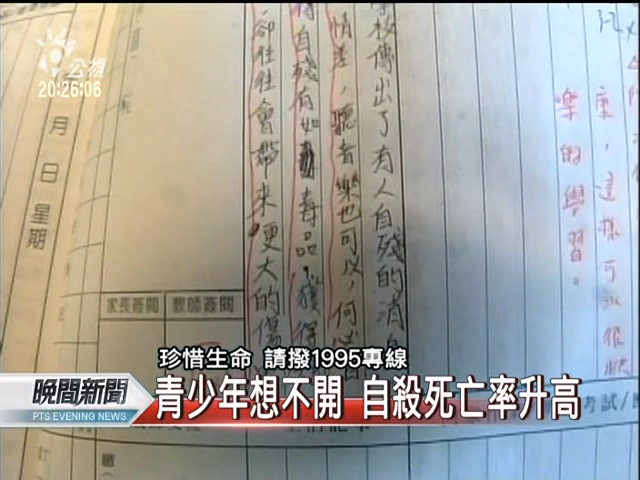 公視
20:26:06
月 日 星期
康，這樣可以很快
樂的學習。
學校傳出了有人自殘的消息
情差，聽音樂也可以，何必
自殘有如毒品，獲得
卻往往會帶來更大的傷
家長簽閱 教師簽閱
珍惜生命 請撥1995專線
晚間新聞
PTS EVENING NEWS
青少年想不開 自殺死亡率升高